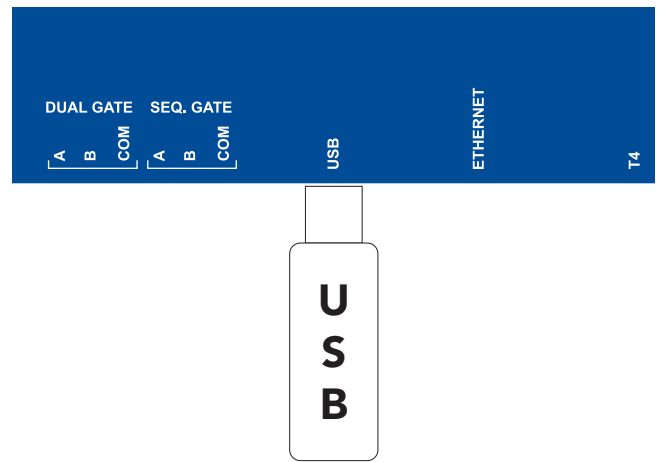 DUAL GATE SEQ. GATE
A B COM A B COM
USB
ETHERNET
T4
U
S
B